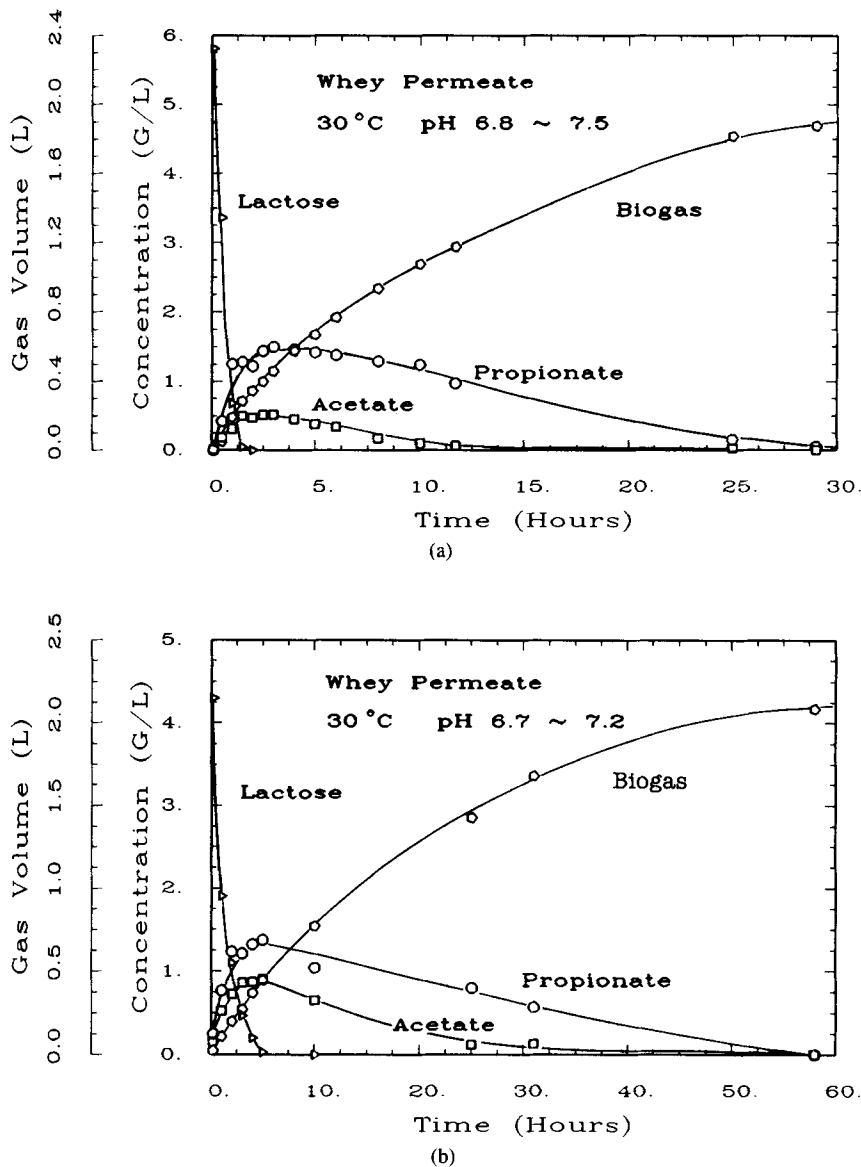 2.4
2.0
1.6
1.2
0.8
0.4
0.0
Gas Volume (L)
6.
5.
4.
3.
2.
1.
0.
Concentration (G/L)
Whey Permeate
30°C pH 6.8 ~ 7.5
Lactose
Biogas
Propionate
Acetate
0. 5. 10. 15. 20. 25. 30.
Time (Hours)
(a)
2.5
2.0
1.5
1.0
0.5
0.0
Gas Volume (L)
5.
4.
3.
2.
1.
0.
Concentration (G/L)
Whey Permeate
30°C pH 6.7 ~ 7.2
Lactose
Biogas
Propionate
Acetate
0. 10. 20. 30. 40. 50. 60.
Time (Hours)
(b)